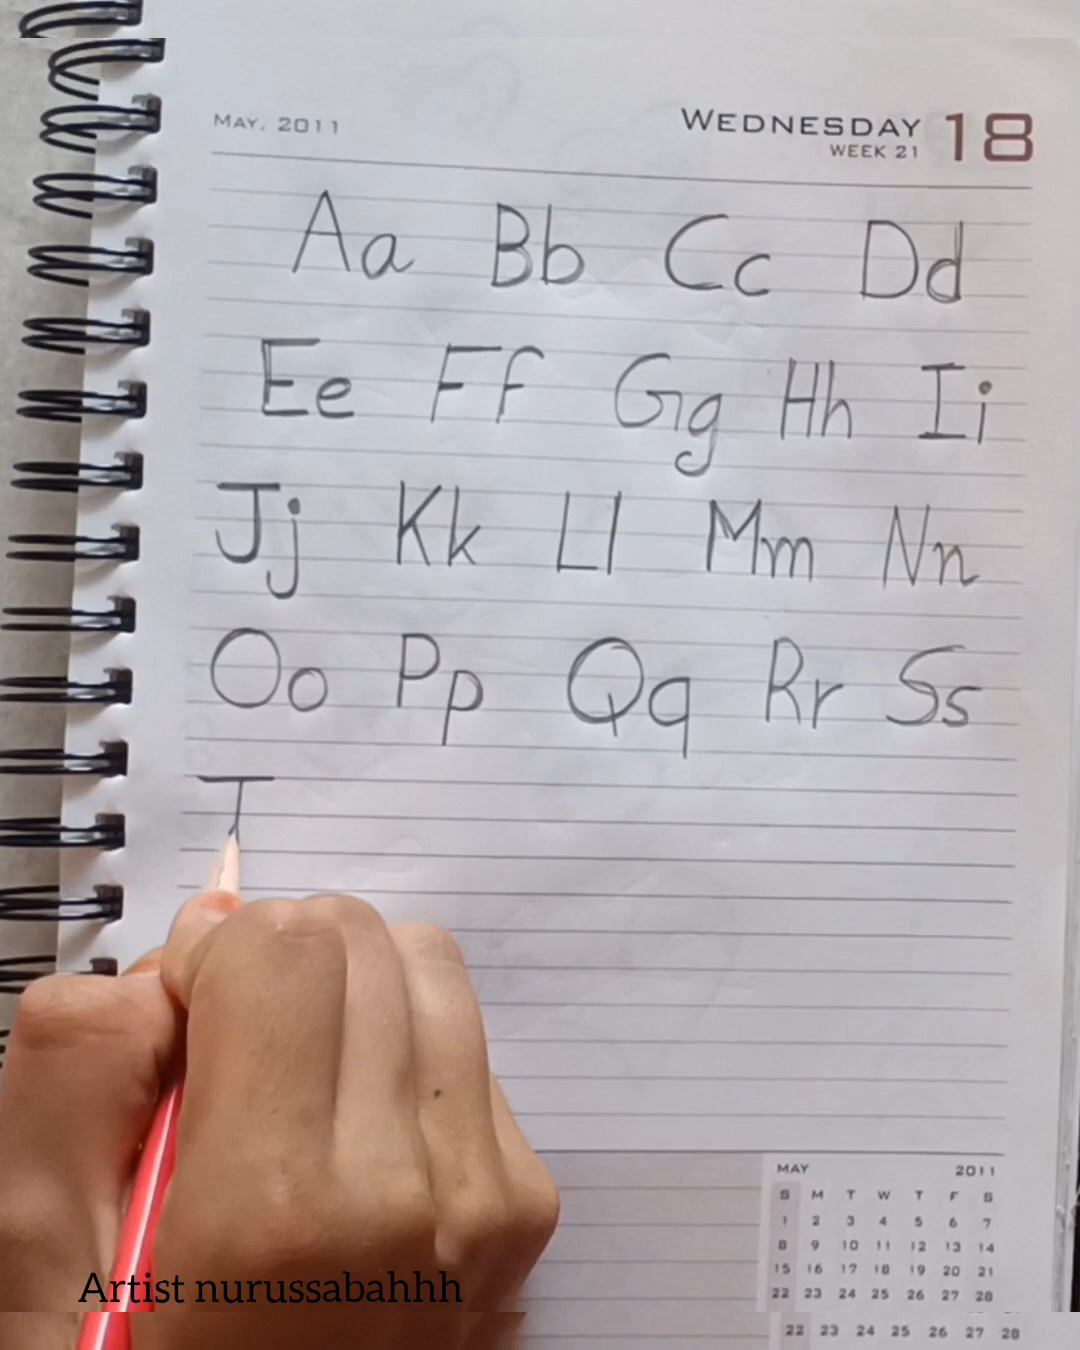 MAY, 2011
WEDNESDAY 18
WEEK 21
Aa Bb Cc Dd
Ee Ff Gg Hh Ii
Jj Kk Ll Mm Nn
Oo Pp Qq Rr Ss
T
MAY 2011
S M T W T F S
1 2 3 4 5 6 7
8 9 10 11 12 13 14
15 16 17 18 19 20 21
22 23 24 25 26 27 28
22 23 24 25 26 27 28
Artist nurussabahhh